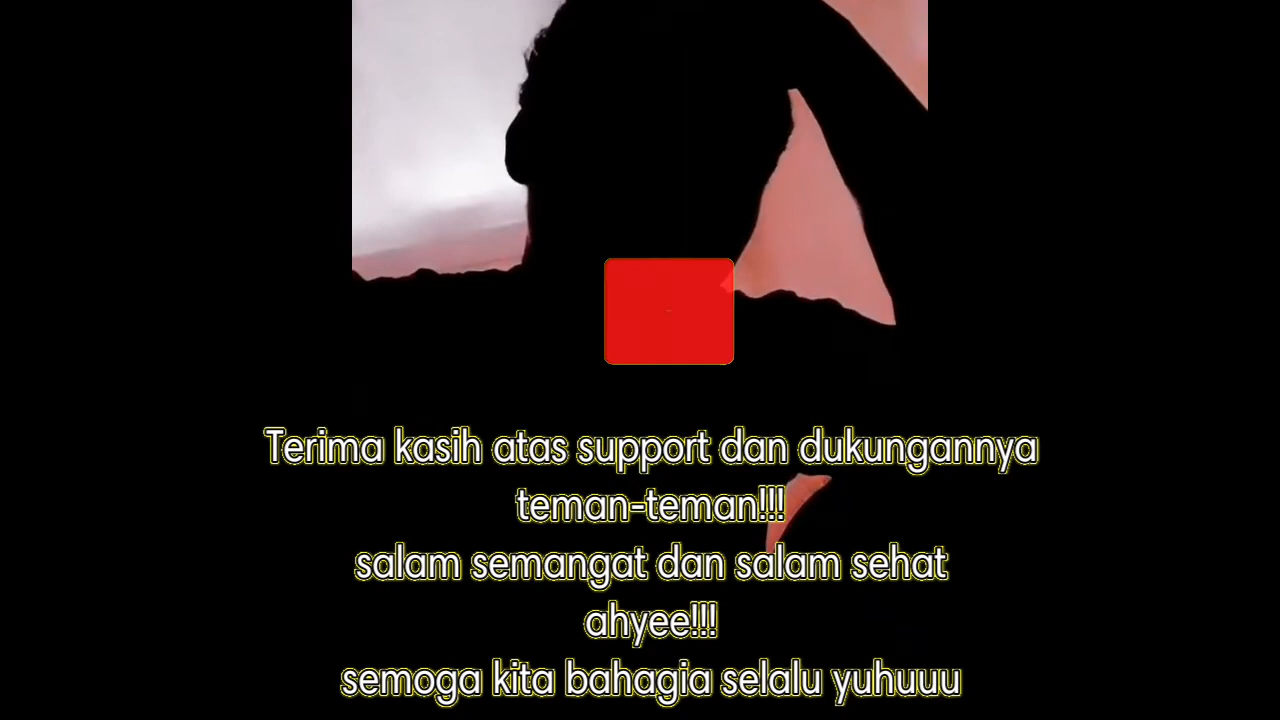 Terima kasih atas support dan dukungannya
teman-teman!!!
salam semangat dan salam sehat
ahyee!!!
semoga kita bahagia selalu yuhuuu